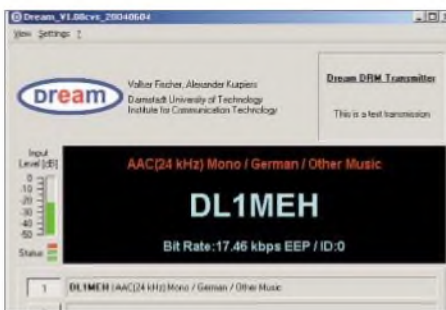 Dream_V1.08cvs_20040604
View Settings ?
Dream
Volker Fischer, Alexander Kurpiers
Darmstadt University of Technology
Institute for Communication Technology
Dream DRM Transmitter
This is a test transmission
Input
Level [dB]
0
-10
-20
-30
-40
-50
Status
AAC(24 kHz) Mono / German / Other Music
DL1MEH
Bit Rate:17.46 kbps EEP / ID:0
1 DL1MEH (AAC(24 kHz) Mono / German / Other Music